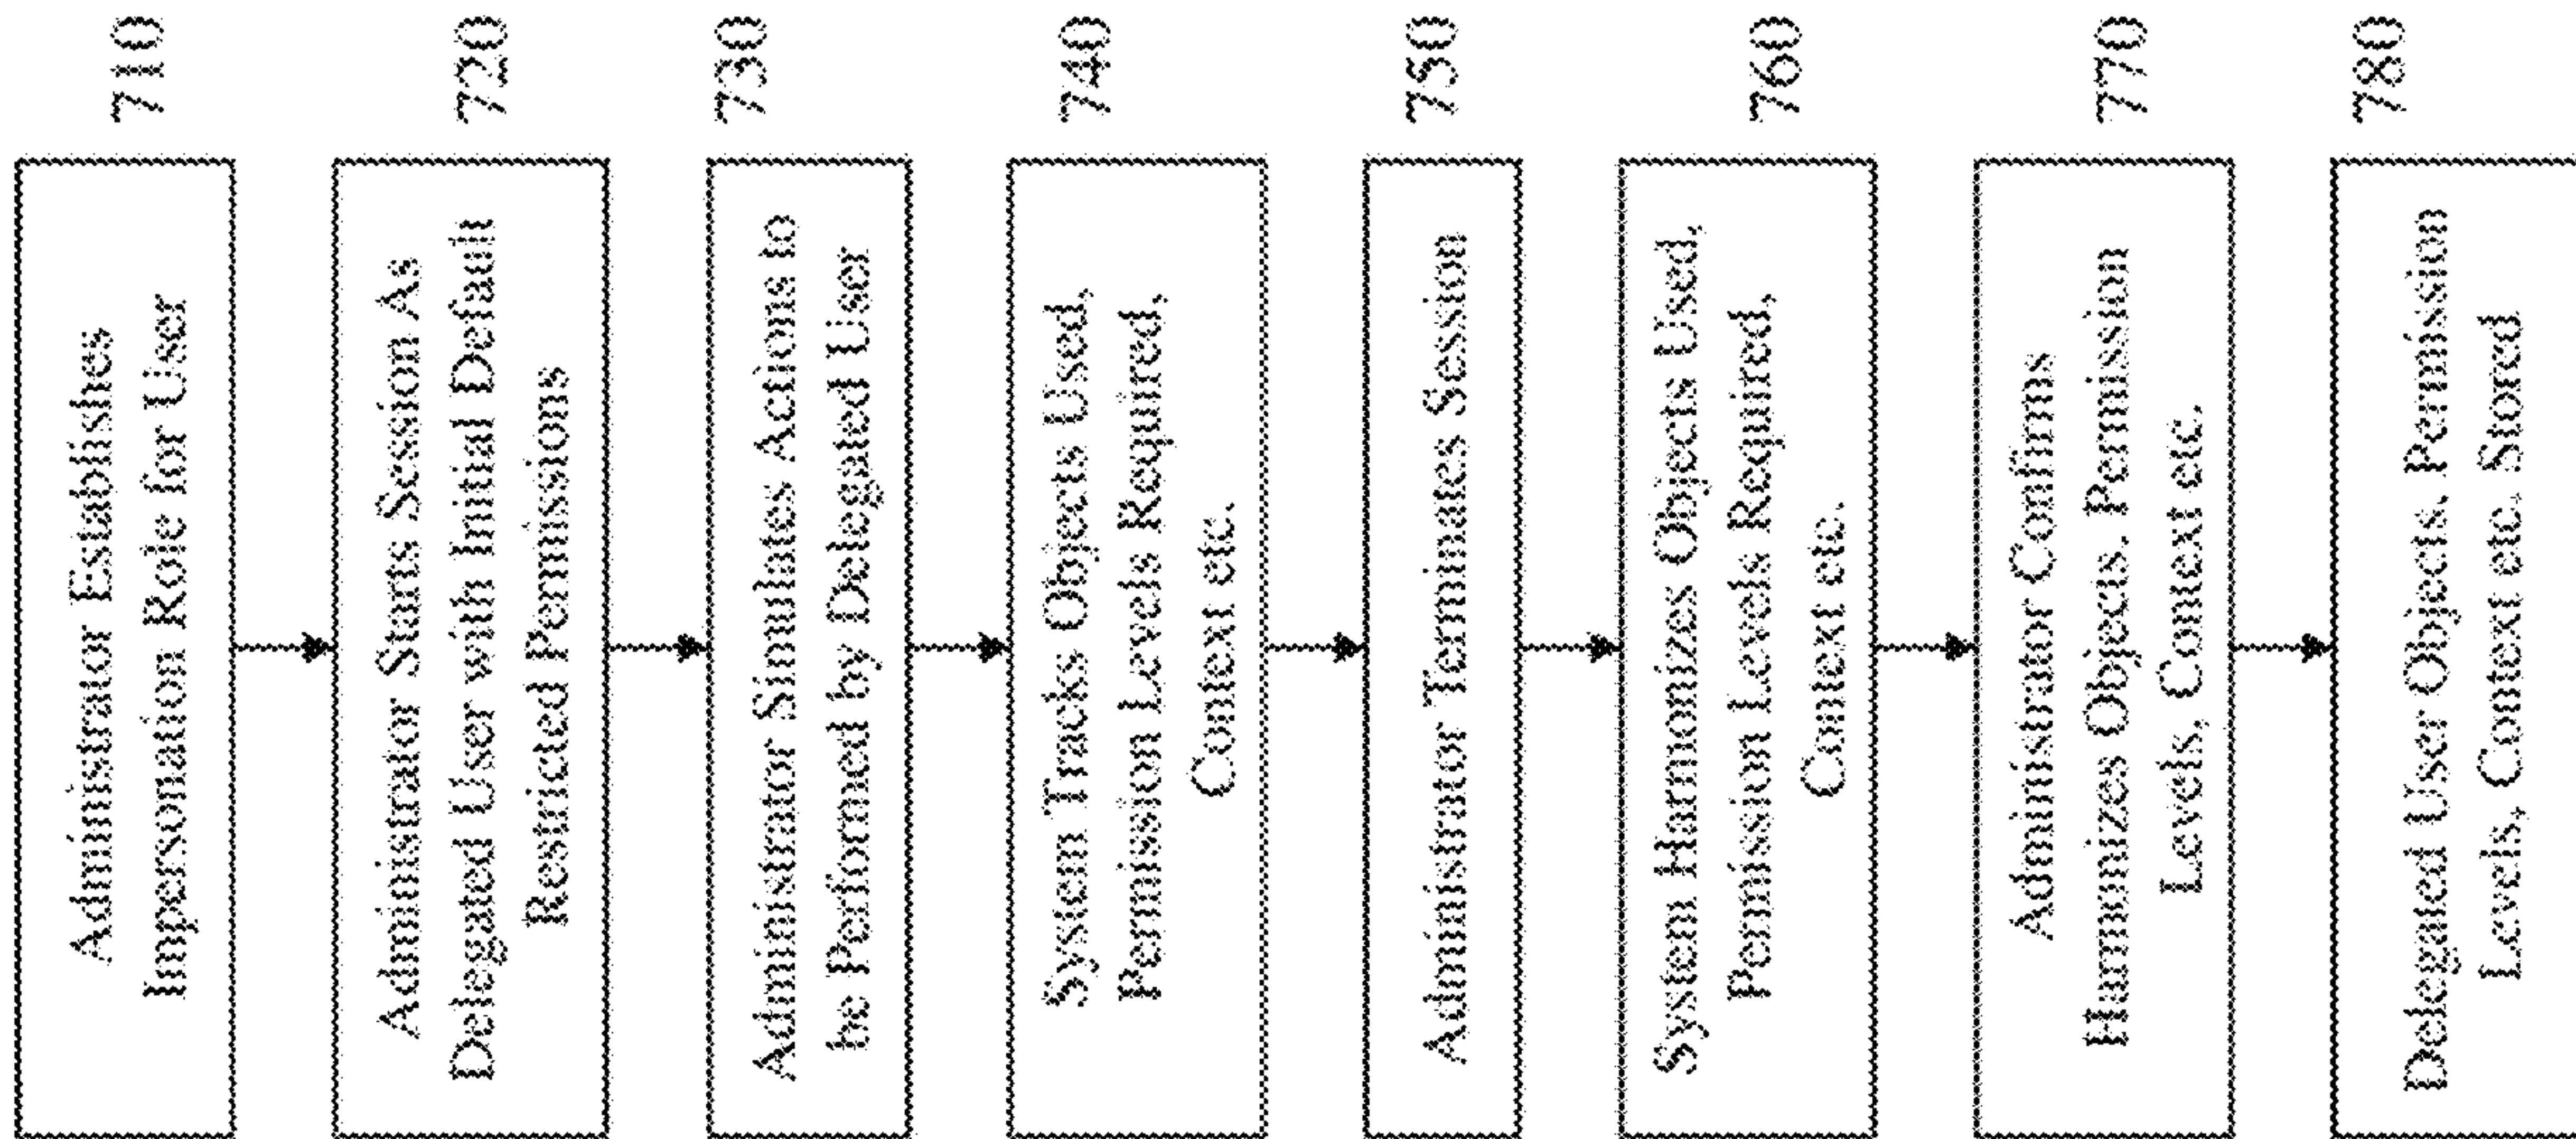 Administrator Establishes
Impersonation Role for User
710
Administrator Starts Session As
Delegated User with Initial Default
Restricted Permissions
720
Administrator Simulates Actions to
be Performed by Delegated User
730
System Tracks Objects Used,
Permission Levels Required,
Context etc.
740
Administrator Terminates Session
750
System Harmonizes Objects Used,
Permission Levels Required,
Context etc.
760
Administrator Confirms
Harmonizes Objects, Permission
Levels, Context etc.
770
Delegated User Objects, Permission
Levels, Context etc. Stored
780